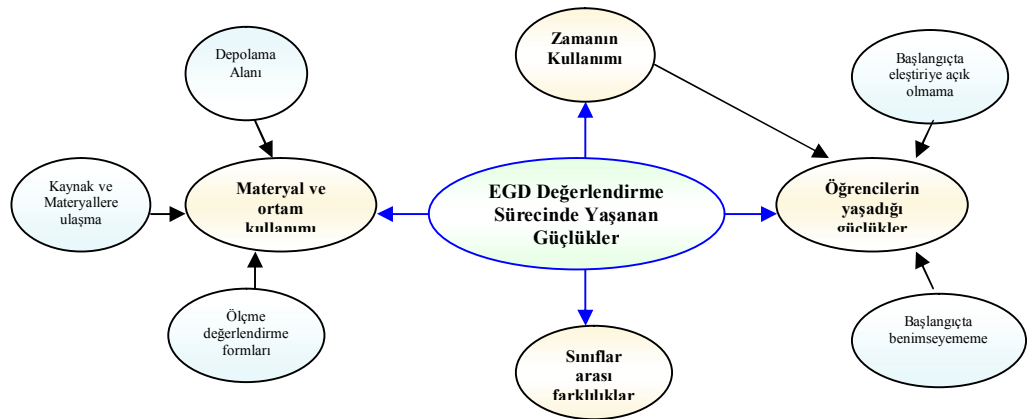 Depolama
Alanı
Zamanın
Kullanımı
Başlangıçta
eleştiriye açık
olmama
Kaynak ve
Materyallere
ulaşma
Materyal ve
ortam
kullanımı
EGD Değerlendirme
Sürecinde Yaşanan
Güçlükler
Öğrencilerin
yaşadığı
güçlükler
Ölçme
değerlendirme
formları
Sınıflar
arası
farklılıklar
Başlangıçta
benimseyememe